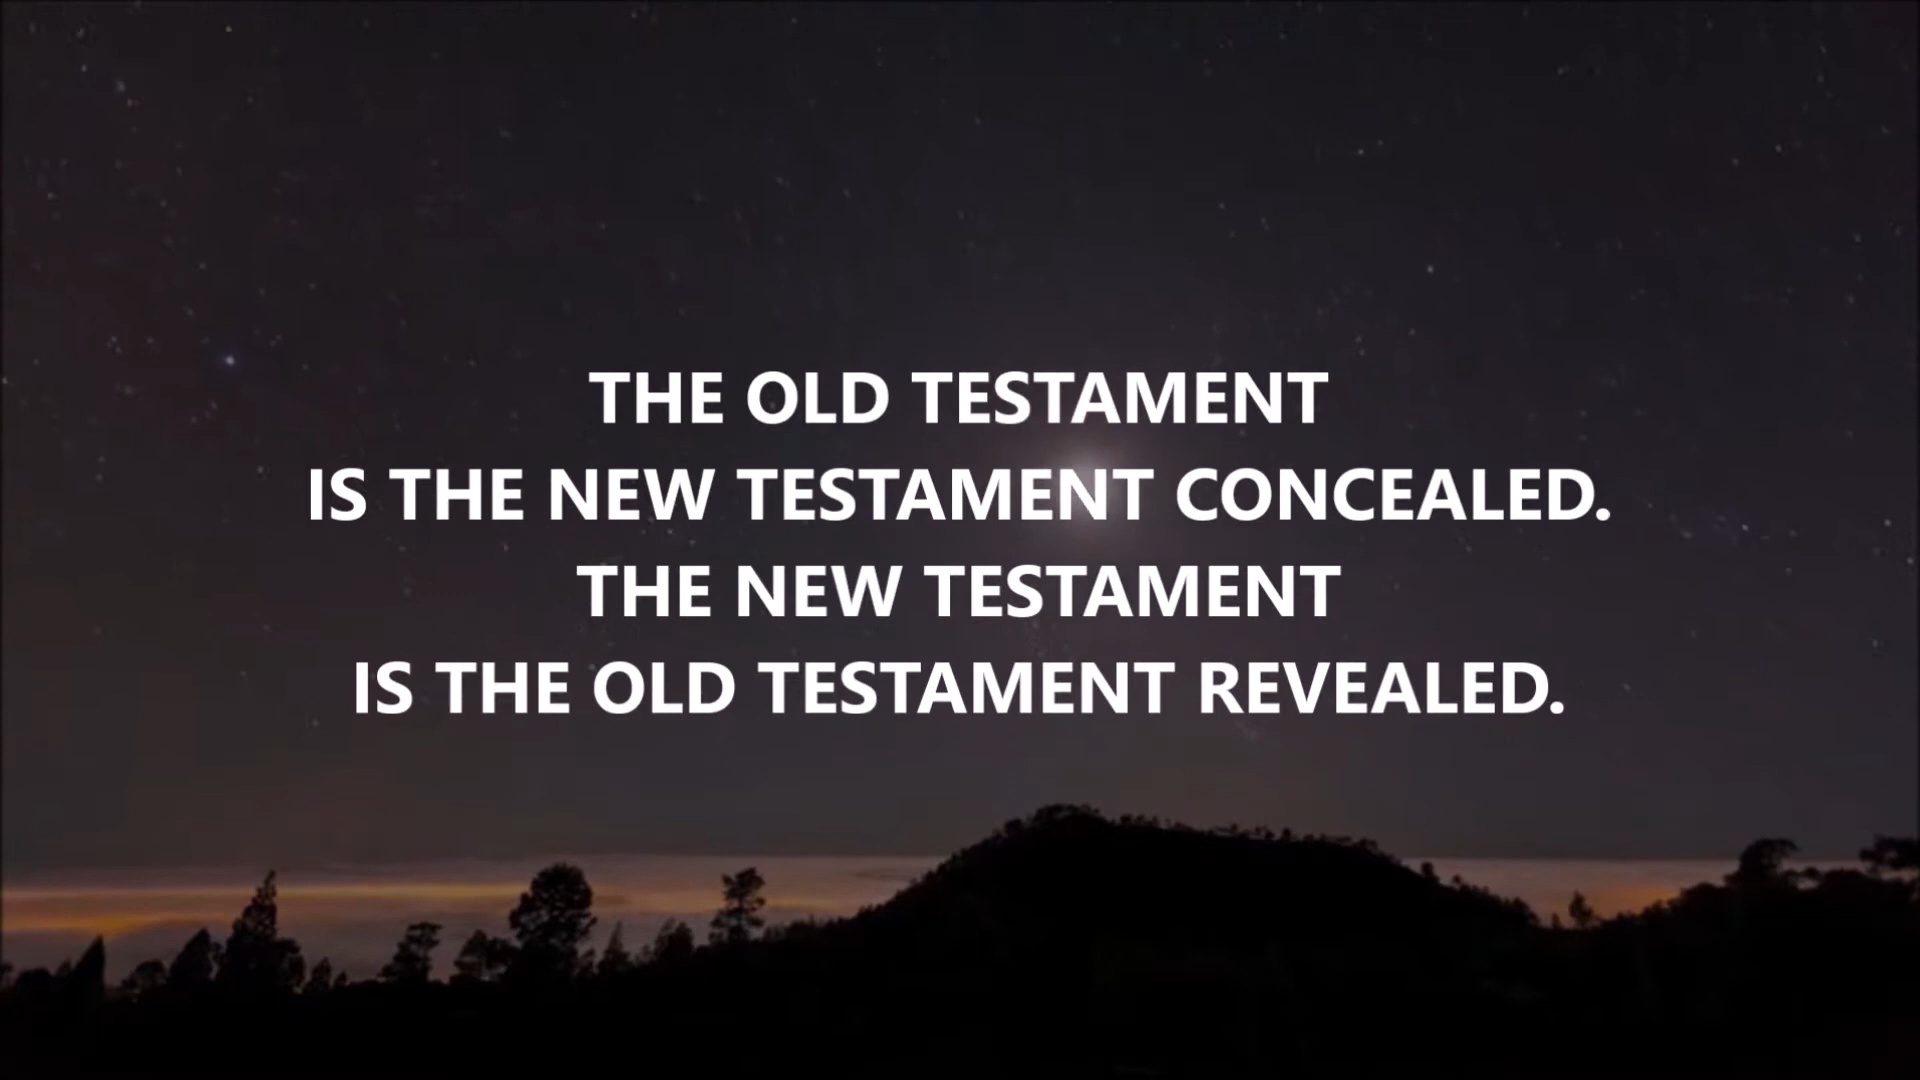 THE OLD TESTAMENT
IS THE NEW TESTAMENT CONCEALED.
THE NEW TESTAMENT
IS THE OLD TESTAMENT REVEALED.